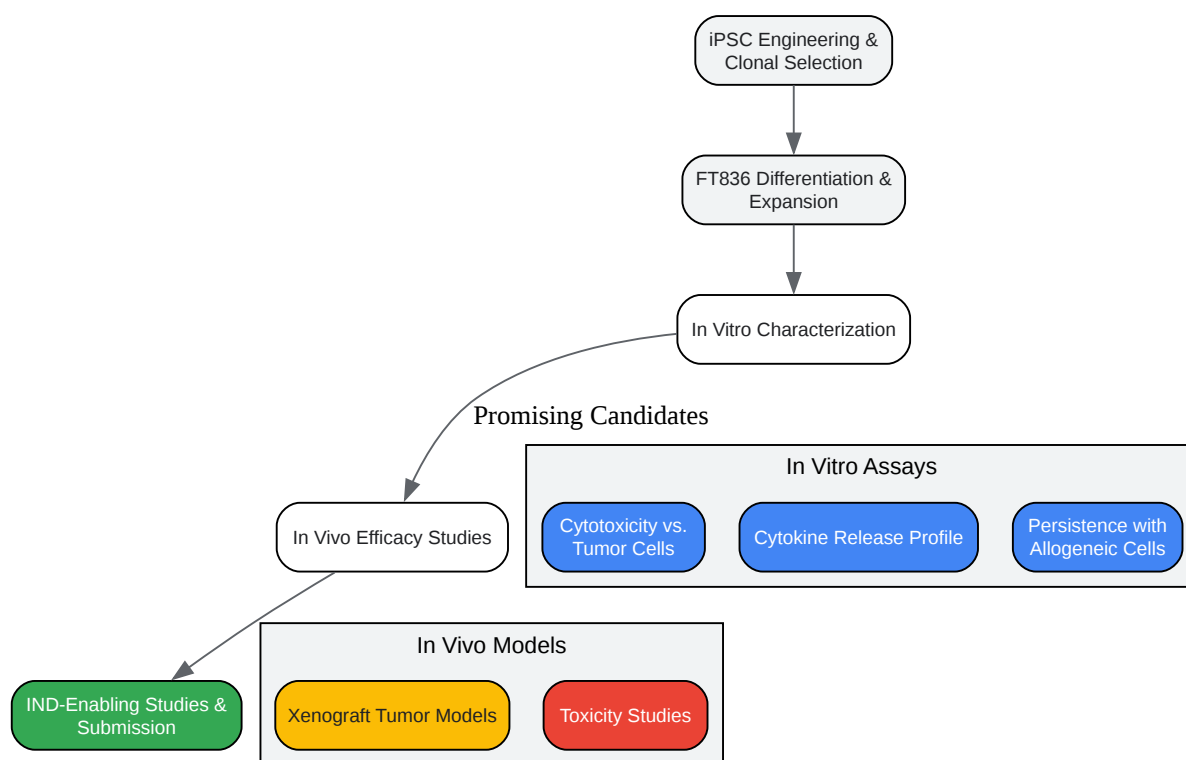 iPSC Engineering &
Clonal Selection
FT836 Differentiation &
Expansion
In Vitro Characterization
Promising Candidates
In Vitro Assays
In Vivo Efficacy Studies
Cytotoxicity vs.
Tumor Cells
Cytokine Release Profile
Persistence with
Allogeneic Cells
In Vivo Models
IND-Enabling Studies &
Submission
Xenograft Tumor Models
Toxicity Studies